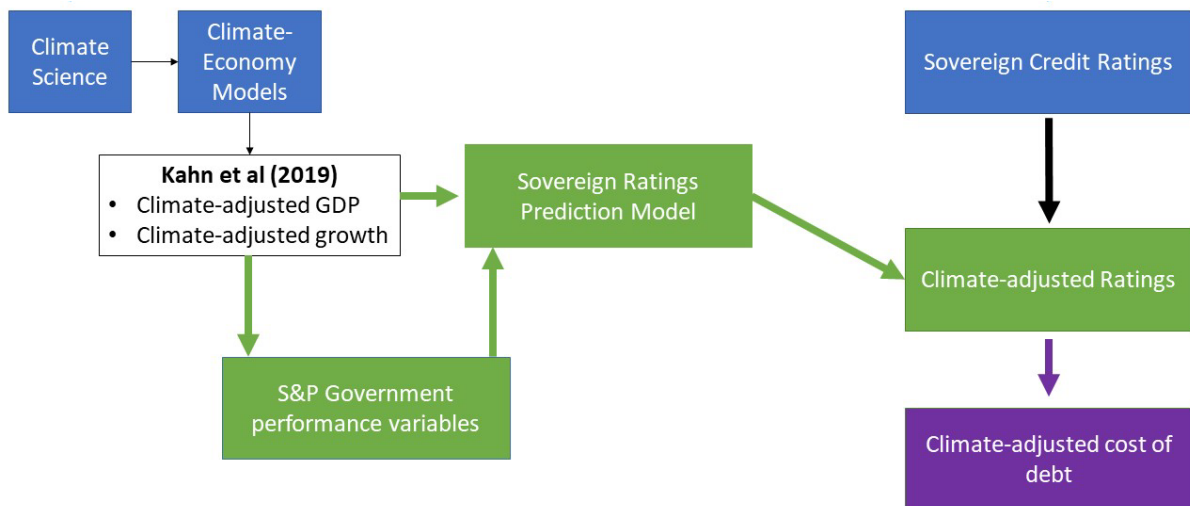 Climate
Science
Climate-
Economy
Models
Sovereign Credit Ratings
Kahn et al (2019)
• Climate-adjusted GDP
• Climate-adjusted growth
Sovereign Ratings
Prediction Model
Climate-adjusted Ratings
S&P Government
performance variables
Climate-adjusted cost of
debt